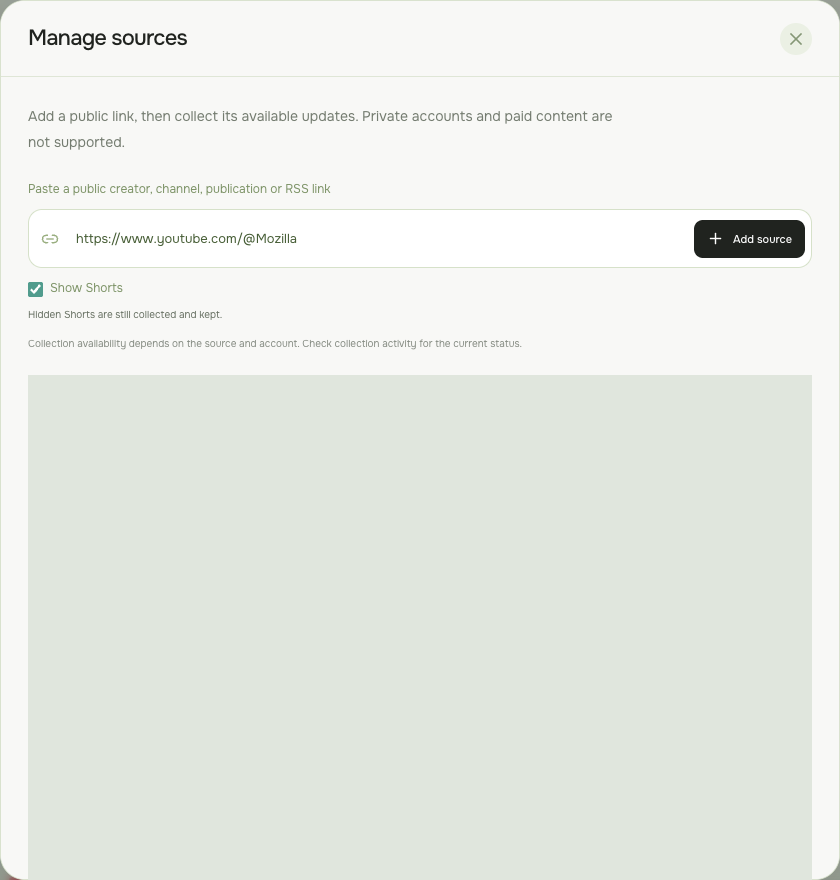 Manage sources
Add a public link, then collect its available updates. Private accounts and paid content are
not supported.
Paste a public creator, channel, publication or RSS link
https://www.youtube.com/@Mozilla
Add source
Show Shorts
Hidden Shorts are still collected and kept.
Collection availability depends on the source and account. Check collection activity for the current status.